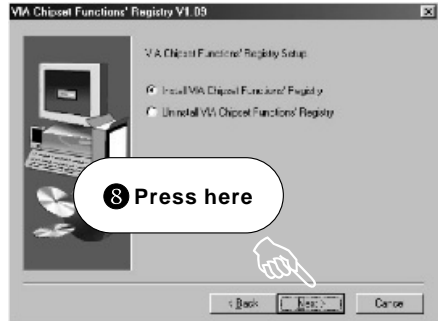 VIA Chipset Functions' Registry V1.09
VIA Chipset Functions' Registry Setup
Install VIA Chipset Functions' Registry
Uninstall VIA Chipset Functions' Registry
8 Press here
< Back
Next >
Cancel